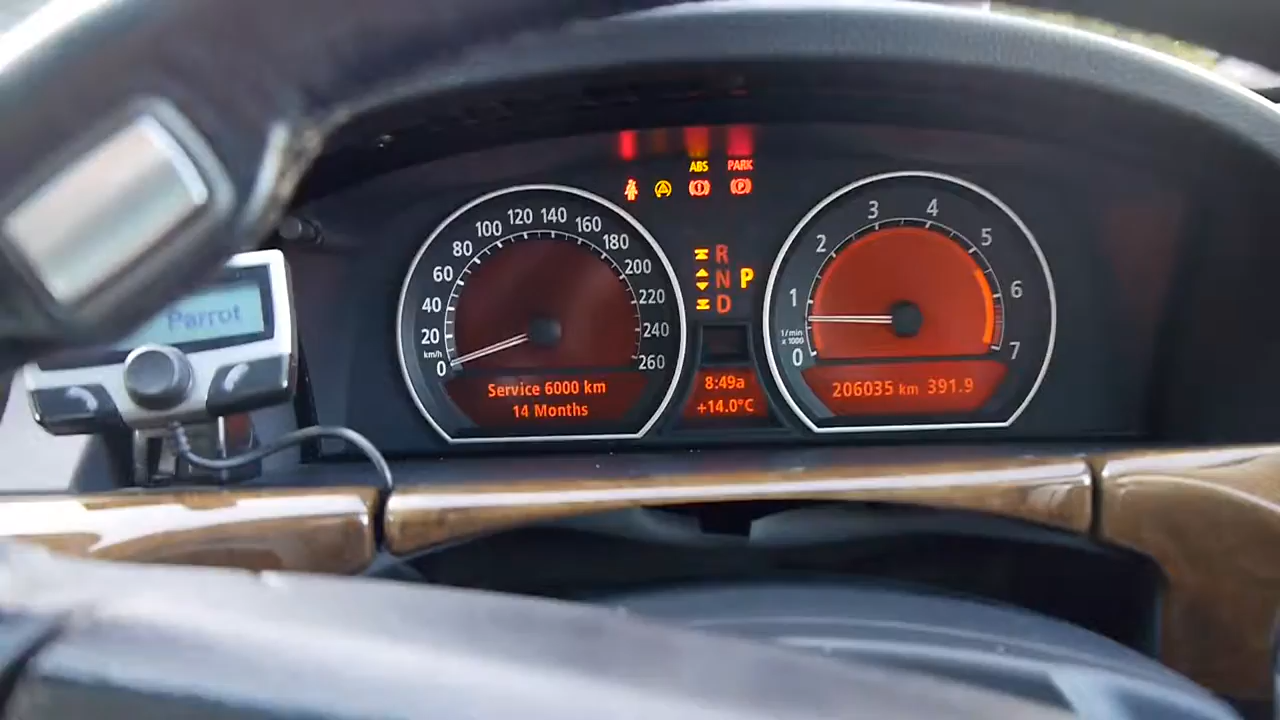 Parrot
ABS
PARK
0
20
40
60
80
100
120
140
160
180
200
220
240
260
km/h
Service 6000 km
14 Months
R
N P
D
8:49a
+14.0°C
0
1
2
3
4
5
6
7
1/min
x 1000
206035 km 391.9